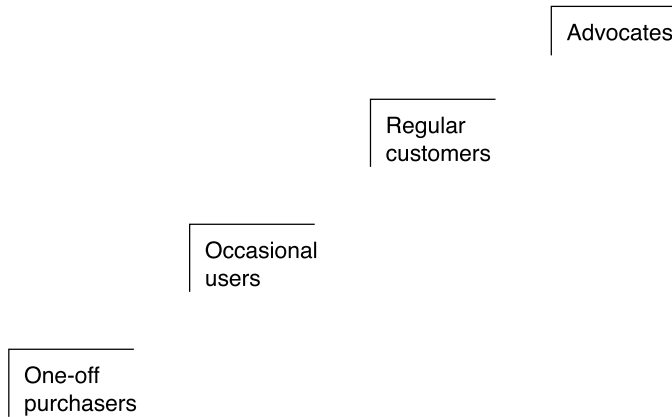 Advocates
Regular
customers
Occasional
users
One-off
purchasers